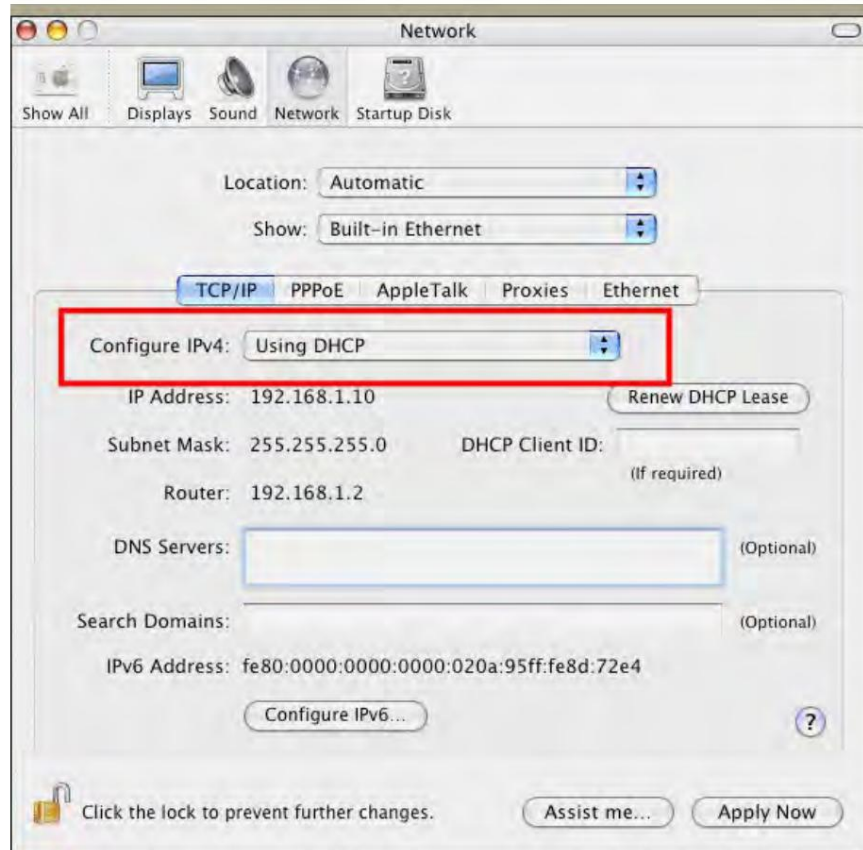 Network
Show All Displays Sound Network Startup Disk
Location: Automatic
Show: Built-in Ethernet
TCP/IP PPPoE AppleTalk Proxies Ethernet
Configure IPv4: Using DHCP
IP Address: 192.168.1.10 Renew DHCP Lease
Subnet Mask: 255.255.255.0 DHCP Client ID:
(If required)
Router: 192.168.1.2
DNS Servers: (Optional)
Search Domains: (Optional)
IPv6 Address: fe80:0000:0000:0000:020a:95ff:fe8d:72e4
Configure IPv6...
?
Click the lock to prevent further changes. Assist me... Apply Now